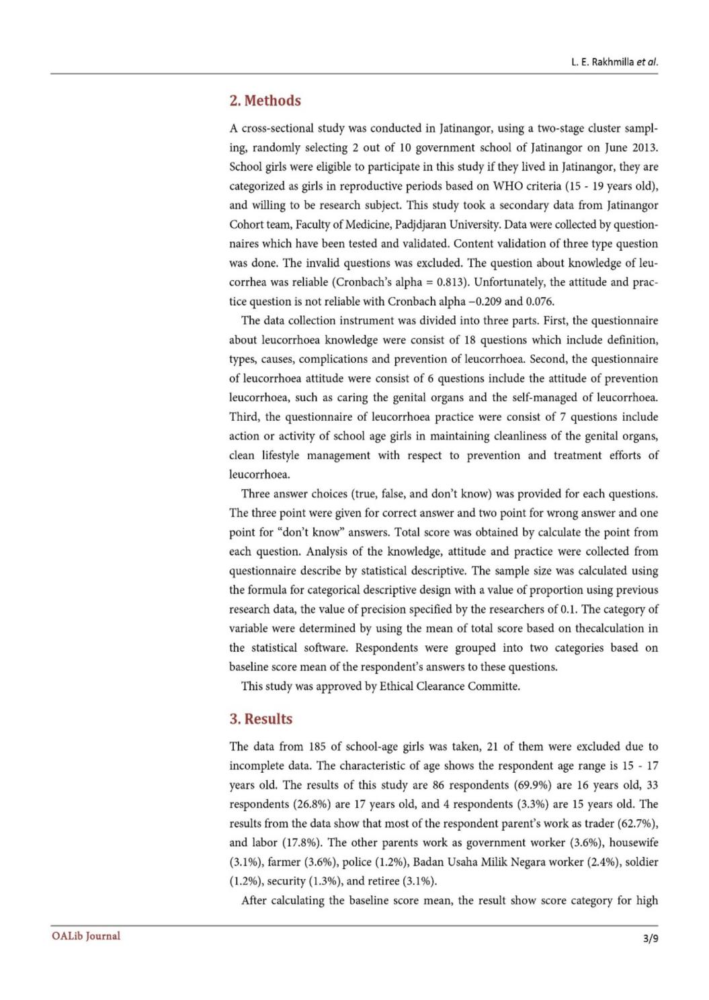 L. E. Rakhmilla et al.
2. Methods
A cross-sectional study was conducted in Jatinangor, using a two-stage cluster sampl-
ing, randomly selecting 2 out of 10 government school of Jatinangor on June 2013.
School girls were eligible to participate in this study if they lived in Jatinangor, they are
categorized as girls in reproductive periods based on WHO criteria (15 - 19 years old),
and willing to be research subject. This study took a secondary data from Jatinangor
Cohort team, Faculty of Medicine, Padjdjaran University. Data were collected by question-
naires which have been tested and validated. Content validation of three type question
was done. The invalid questions was excluded. The question about knowledge of leu-
corrhea was reliable (Cronbach’s alpha = 0.813). Unfortunately, the attitude and prac-
tice question is not reliable with Cronbach alpha −0.209 and 0.076.
The data collection instrument was divided into three parts. First, the questionnaire
about leucorrhoea knowledge were consist of 18 questions which include definition,
types, causes, complications and prevention of leucorrhoea. Second, the questionnaire
of leucorrhoea attitude were consist of 6 questions include the attitude of prevention
leucorrhoea, such as caring the genital organs and the self-managed of leucorrhoea.
Third, the questionnaire of leucorrhoea practice were consist of 7 questions include
action or activity of school age girls in maintaining cleanliness of the genital organs,
clean lifestyle management with respect to prevention and treatment efforts of
leucorrhoea.
Three answer choices (true, false, and don’t know) was provided for each questions.
The three point were given for correct answer and two point for wrong answer and one
point for “don’t know” answers. Total score was obtained by calculate the point from
each question. Analysis of the knowledge, attitude and practice were collected from
questionnaire describe by statistical descriptive. The sample size was calculated using
the formula for categorical descriptive design with a value of proportion using previous
research data, the value of precision specified by the researchers of 0.1. The category of
variable were determined by using the mean of total score based on thecalculation in
the statistical software. Respondents were grouped into two categories based on
baseline score mean of the respondent’s answers to these questions.
This study was approved by Ethical Clearance Committe.
3. Results
The data from 185 of school-age girls was taken, 21 of them were excluded due to
incomplete data. The characteristic of age shows the respondent age range is 15 - 17
years old. The results of this study are 86 respondents (69.9%) are 16 years old, 33
respondents (26.8%) are 17 years old, and 4 respondents (3.3%) are 15 years old. The
results from the data show that most of the respondent parent’s work as trader (62.7%),
and labor (17.8%). The other parents work as government worker (3.6%), housewife
(3.1%), farmer (3.6%), police (1.2%), Badan Usaha Milik Negara worker (2.4%), soldier
(1.2%), security (1.3%), and retiree (3.1%).
After calculating the baseline score mean, the result show score category for high
OALib Journal
3/9